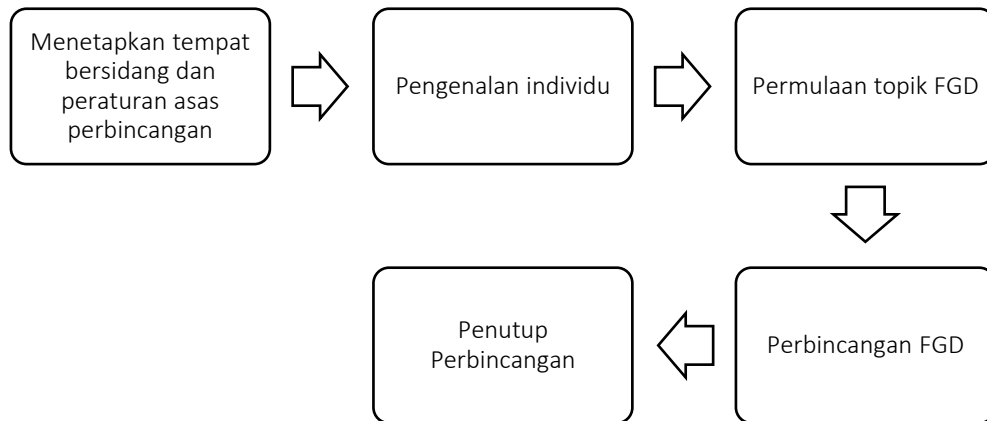 Menetapkan tempat
bersidang dan
peraturan asas
perbincangan
Pengenalan individu
Permulaan topik FGD
Perbincangan FGD
Penutup
Perbincangan